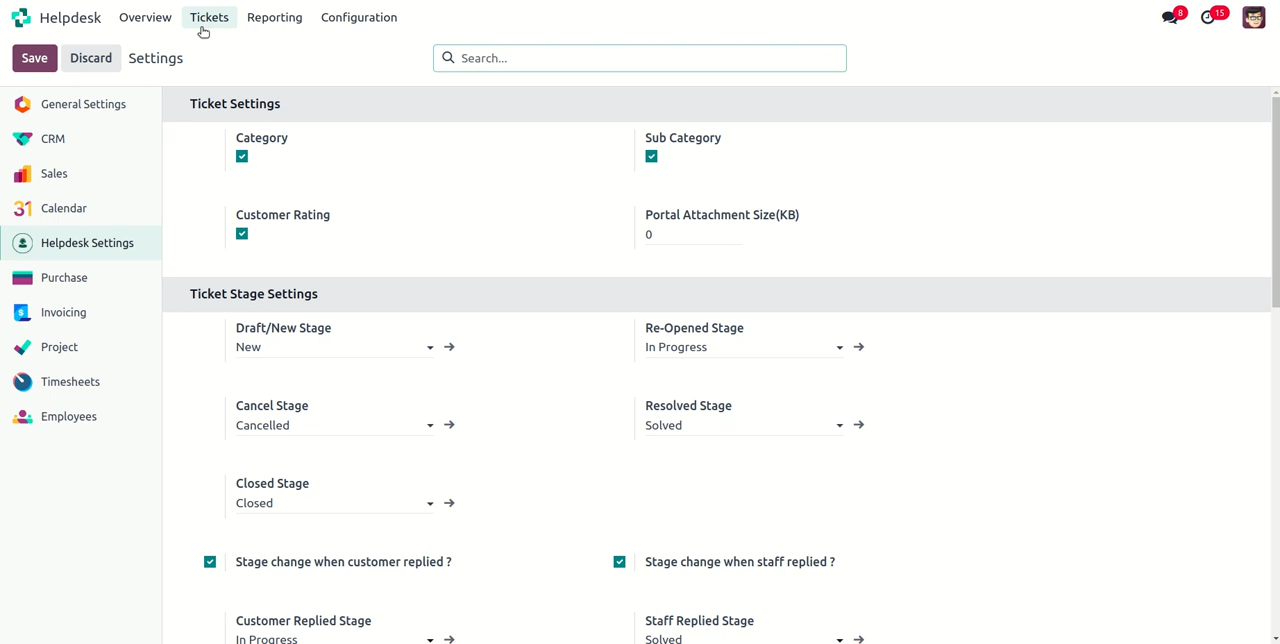 Helpdesk Overview Tickets Reporting Configuration 8 15
Save Discard Settings Search...
General Settings
CRM
Sales
31 Calendar
Helpdesk Settings
Purchase
$ Invoicing
Project
Timesheets
Employees
Ticket Settings
Category Sub Category
Customer Rating Portal Attachment Size(KB)
0
Ticket Stage Settings
Draft/New Stage Re-Opened Stage
New In Progress
Cancel Stage Resolved Stage
Cancelled Solved
Closed Stage
Closed
Stage change when customer replied ? Stage change when staff replied ?
Customer Replied Stage Staff Replied Stage
In Progress Solved